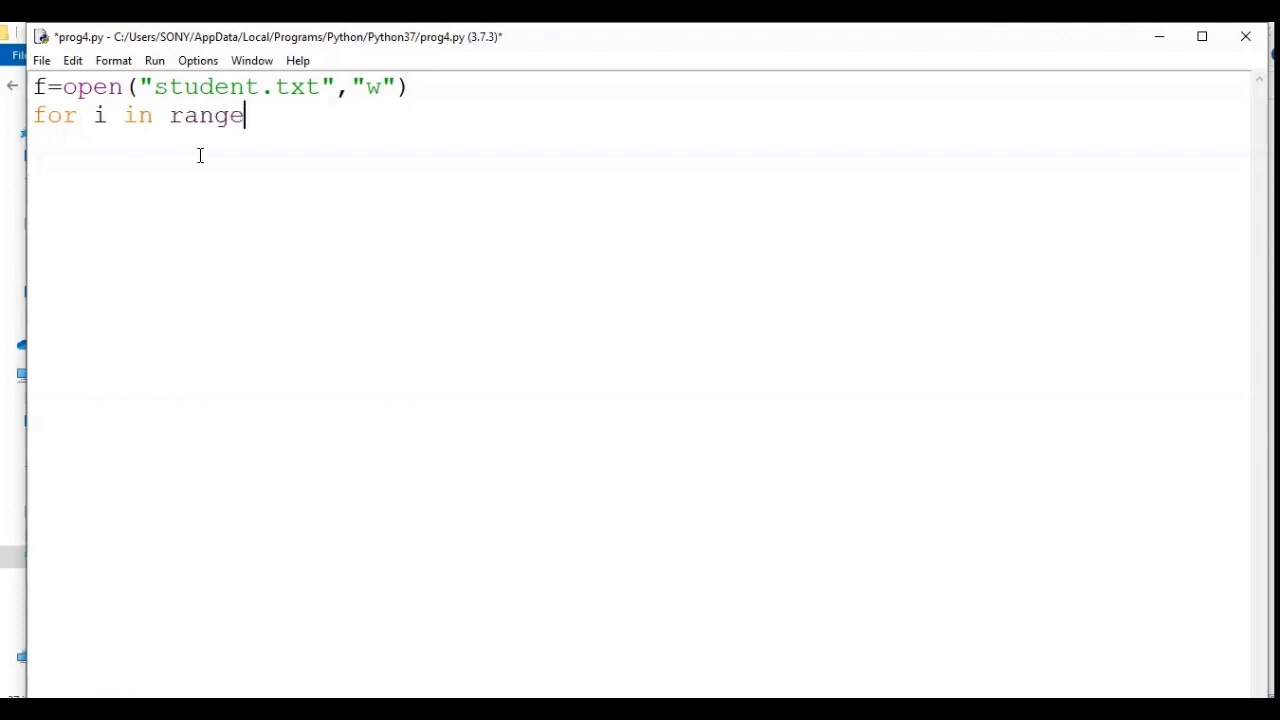 Fil
*prog4.py - C:/Users/SONY/AppData/Local/Programs/Python/Python37/prog4.py (3.7.3)*
File Edit Format Run Options Window Help
f=open("student.txt","w")
for i in range